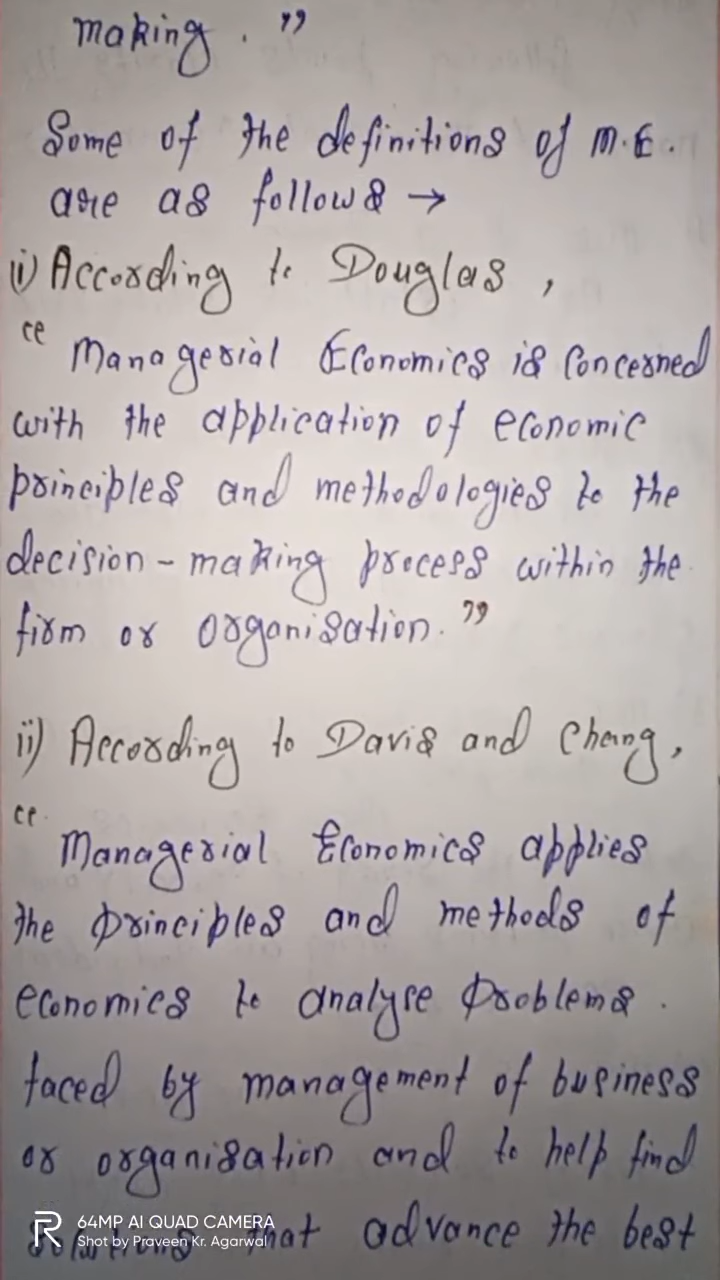 making. ”
Some of the definitions of M.E.
are as follows →
i) According to Douglas,
“ Managerial Economics is Concerned
with the application of economic
principles and methodologies to the
decision - making process within the
firm or organisation. ”
ii) According to Davis and Chang,
“ Managerial Economics applies
the principles and methods of
economics to analyse problems.
faced by management of business
or organisation and to help find
solutions that advance the best
64MP AI QUAD CAMERA
Shot by Praveen Kr. Agarwal